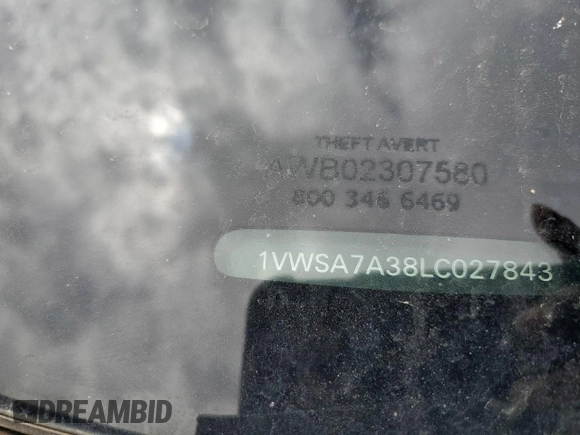 THEFT AVERT
AWB02307580
800 346 6469
1VWSA7A38LC027843
DREAMBID